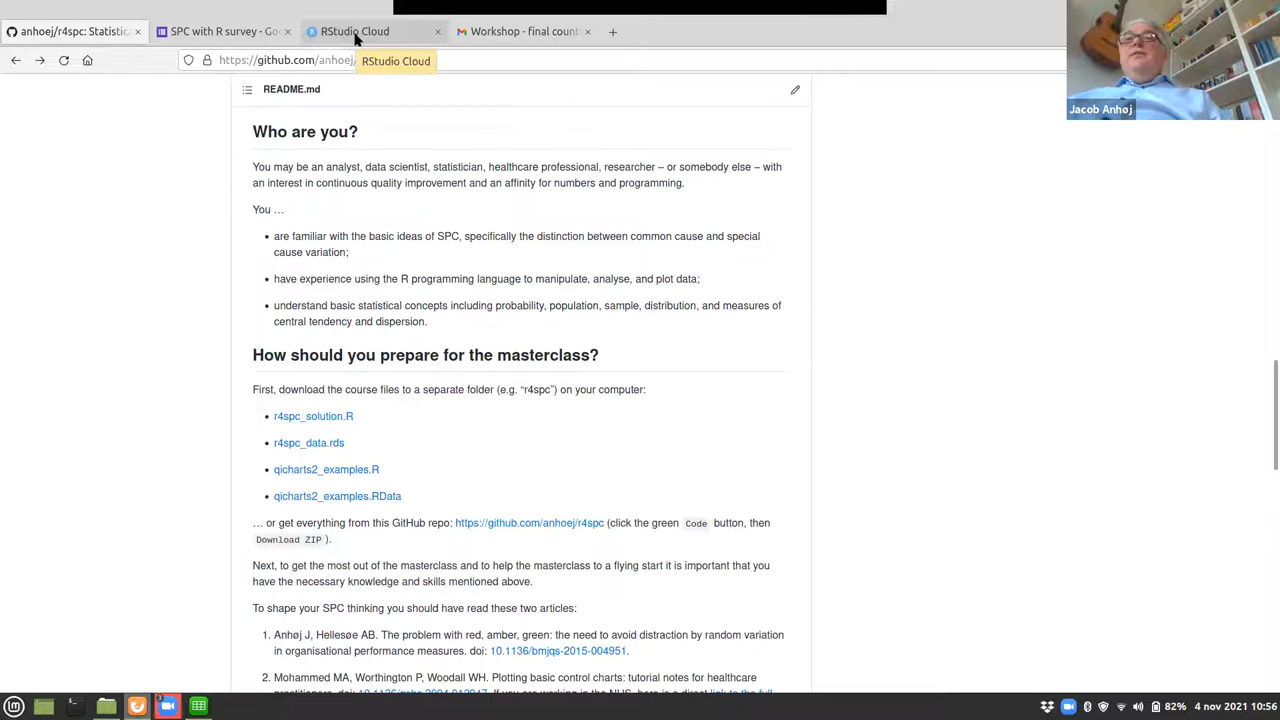 anhoej/r4spc: Statistic
SPC with R survey - Go
RStudio Cloud
Workshop - final count
https://github.com/anhoej/
RStudio Cloud
Jacob Anhøj
README.md
Who are you?
You may be an analyst, data scientist, statistician, healthcare professional, researcher – or somebody else – with
an interest in continuous quality improvement and an affinity for numbers and programming.
You …
are familiar with the basic ideas of SPC, specifically the distinction between common cause and special
cause variation;
have experience using the R programming language to manipulate, analyse, and plot data;
understand basic statistical concepts including probability, population, sample, distribution, and measures of
central tendency and dispersion.
How should you prepare for the masterclass?
First, download the course files to a separate folder (e.g. “r4spc”) on your computer:
r4spc_solution.R
r4spc_data.rds
qicharts2_examples.R
qicharts2_examples.RData
… or get everything from this GitHub repo: https://github.com/anhoej/r4spc (click the green Code button, then
Download ZIP ).
Next, to get the most out of the masterclass and to help the masterclass to a flying start it is important that you
have the necessary knowledge and skills mentioned above.
To shape your SPC thinking you should have read these two articles:
1. Anhøj J, Hellesøe AB. The problem with red, amber, green: the need to avoid distraction by random variation
in organisational performance measures. doi: 10.1136/bmjqs-2015-004951.
2. Mohammed MA, Worthington P, Woodall WH. Plotting basic control charts: tutorial notes for healthcare
82%
4 nov 2021 10:56